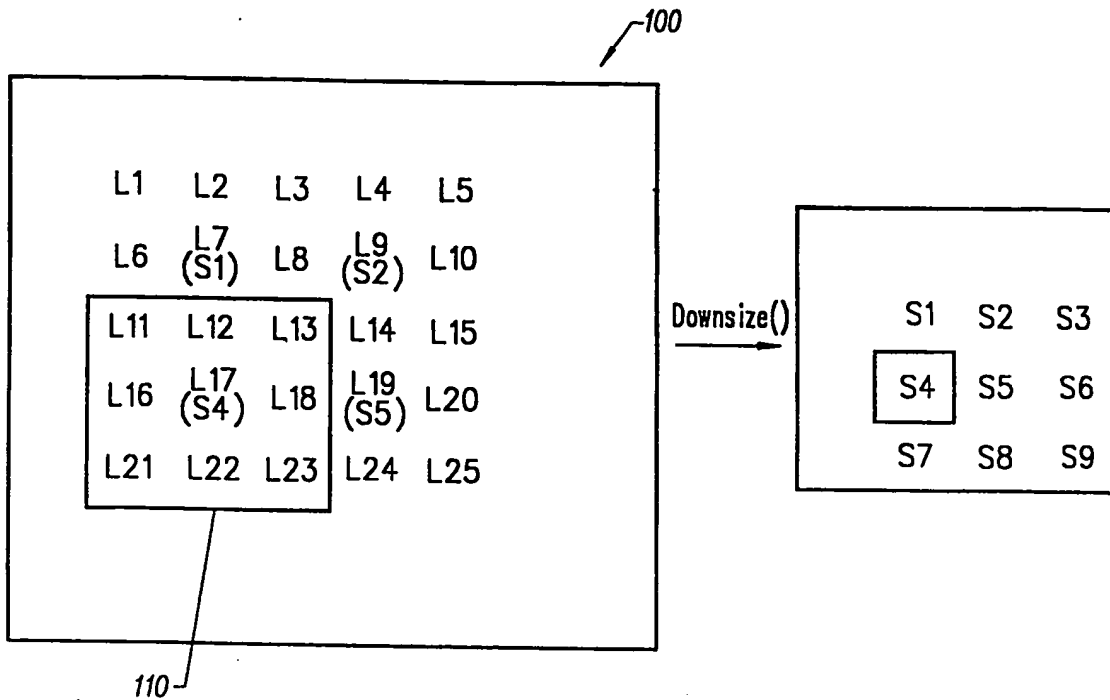 100
L1 L2 L3 L4 L5
L6 L7 L8 L9 L10
(S1) (S2)
L11 L12 L13 L14 L15
L16 L17 L18 L19 L20
(S4) (S5)
L21 L22 L23 L24 L25
110
Downsize()
S1 S2 S3
S4 S5 S6
S7 S8 S9